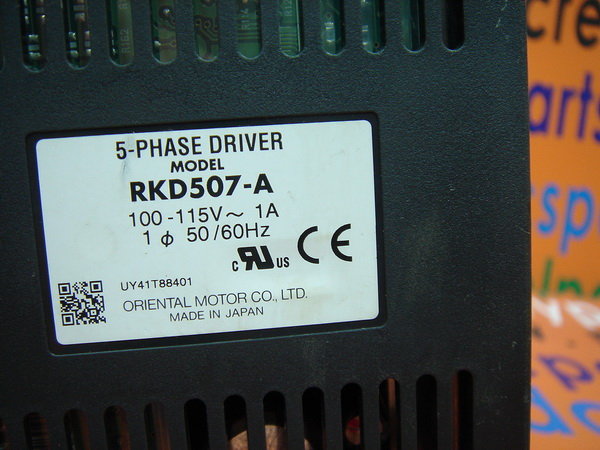 5-PHASE DRIVER
MODEL
RKD507-A
100-115V~ 1A
1 ϕ 50/60Hz
c RU US CE
UY41T88401
ORIENTAL MOTOR CO., LTD.
MADE IN JAPAN